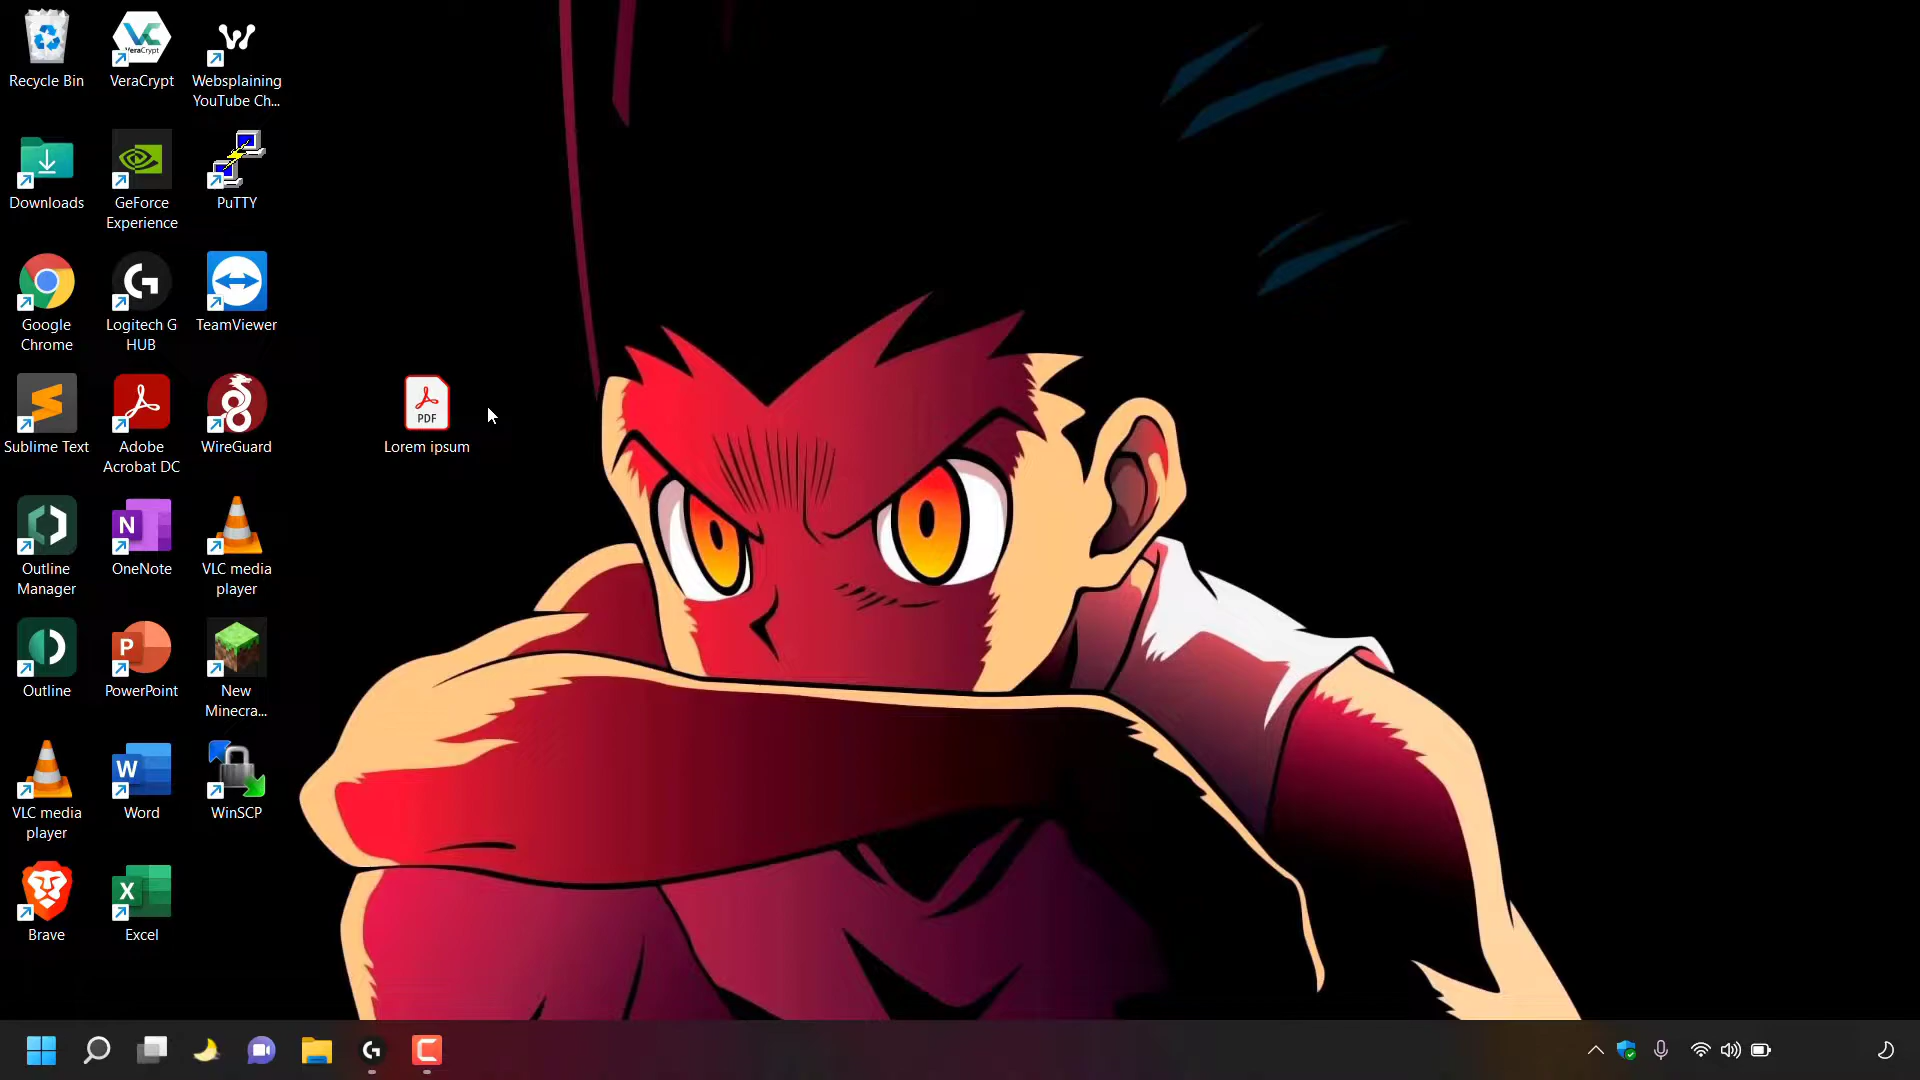 Recycle Bin
VeraCrypt
VeraCrypt
Websplaining
YouTube Ch...
Downloads
GeForce
Experience
PuTTY
Google
Chrome
Logitech G
HUB
TeamViewer
Sublime Text
Adobe
Acrobat DC
WireGuard
PDF
Lorem ipsum
Outline
Manager
N
OneNote
VLC media
player
Outline
P
PowerPoint
New
Minecra...
VLC media
player
W
Word
WinSCP
Brave
X
Excel